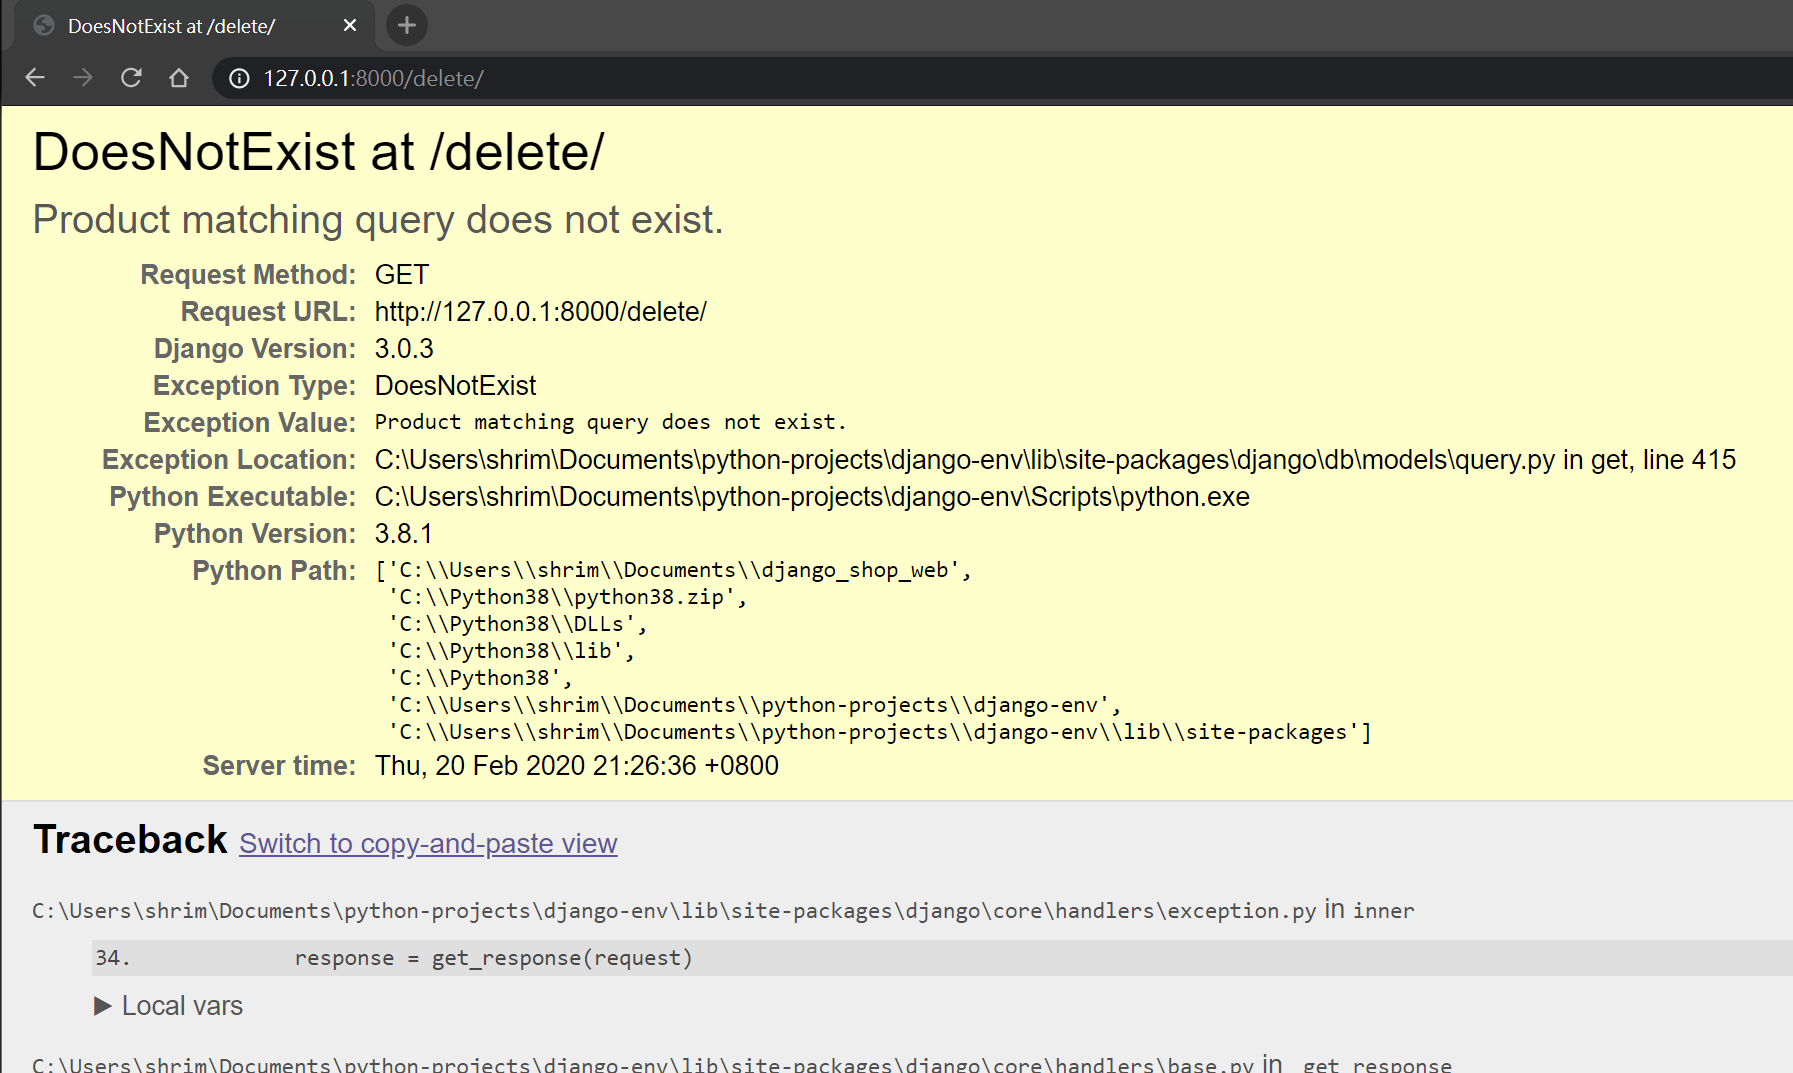 DoesNotExist at /delete/
127.0.0.1:8000/delete/
DoesNotExist at /delete/
Product matching query does not exist.
Request Method: GET
Request URL: http://127.0.0.1:8000/delete/
Django Version: 3.0.3
Exception Type: DoesNotExist
Exception Value: Product matching query does not exist.
Exception Location: C:\Users\shrim\Documents\python-projects\django-env\lib\site-packages\django\db\models\query.py in get, line 415
Python Executable: C:\Users\shrim\Documents\python-projects\django-env\Scripts\python.exe
Python Version: 3.8.1
Python Path: ['C:\\Users\\shrim\\Documents\\django_shop_web',
'C:\\Python38\\python38.zip',
'C:\\Python38\\DLLs',
'C:\\Python38\\lib',
'C:\\Python38',
'C:\\Users\\shrim\\Documents\\python-projects\\django-env',
'C:\\Users\\shrim\\Documents\\python-projects\\django-env\\lib\\site-packages']
Server time: Thu, 20 Feb 2020 21:26:36 +0800
Traceback Switch to copy-and-paste view
C:\Users\shrim\Documents\python-projects\django-env\lib\site-packages\django\core\handlers\exception.py in inner
34. response = get_response(request)
Local vars
C:\Users\shrim\Documents\python-projects\django-env\lib\site-packages\django\core\handlers\base.py in _get_response